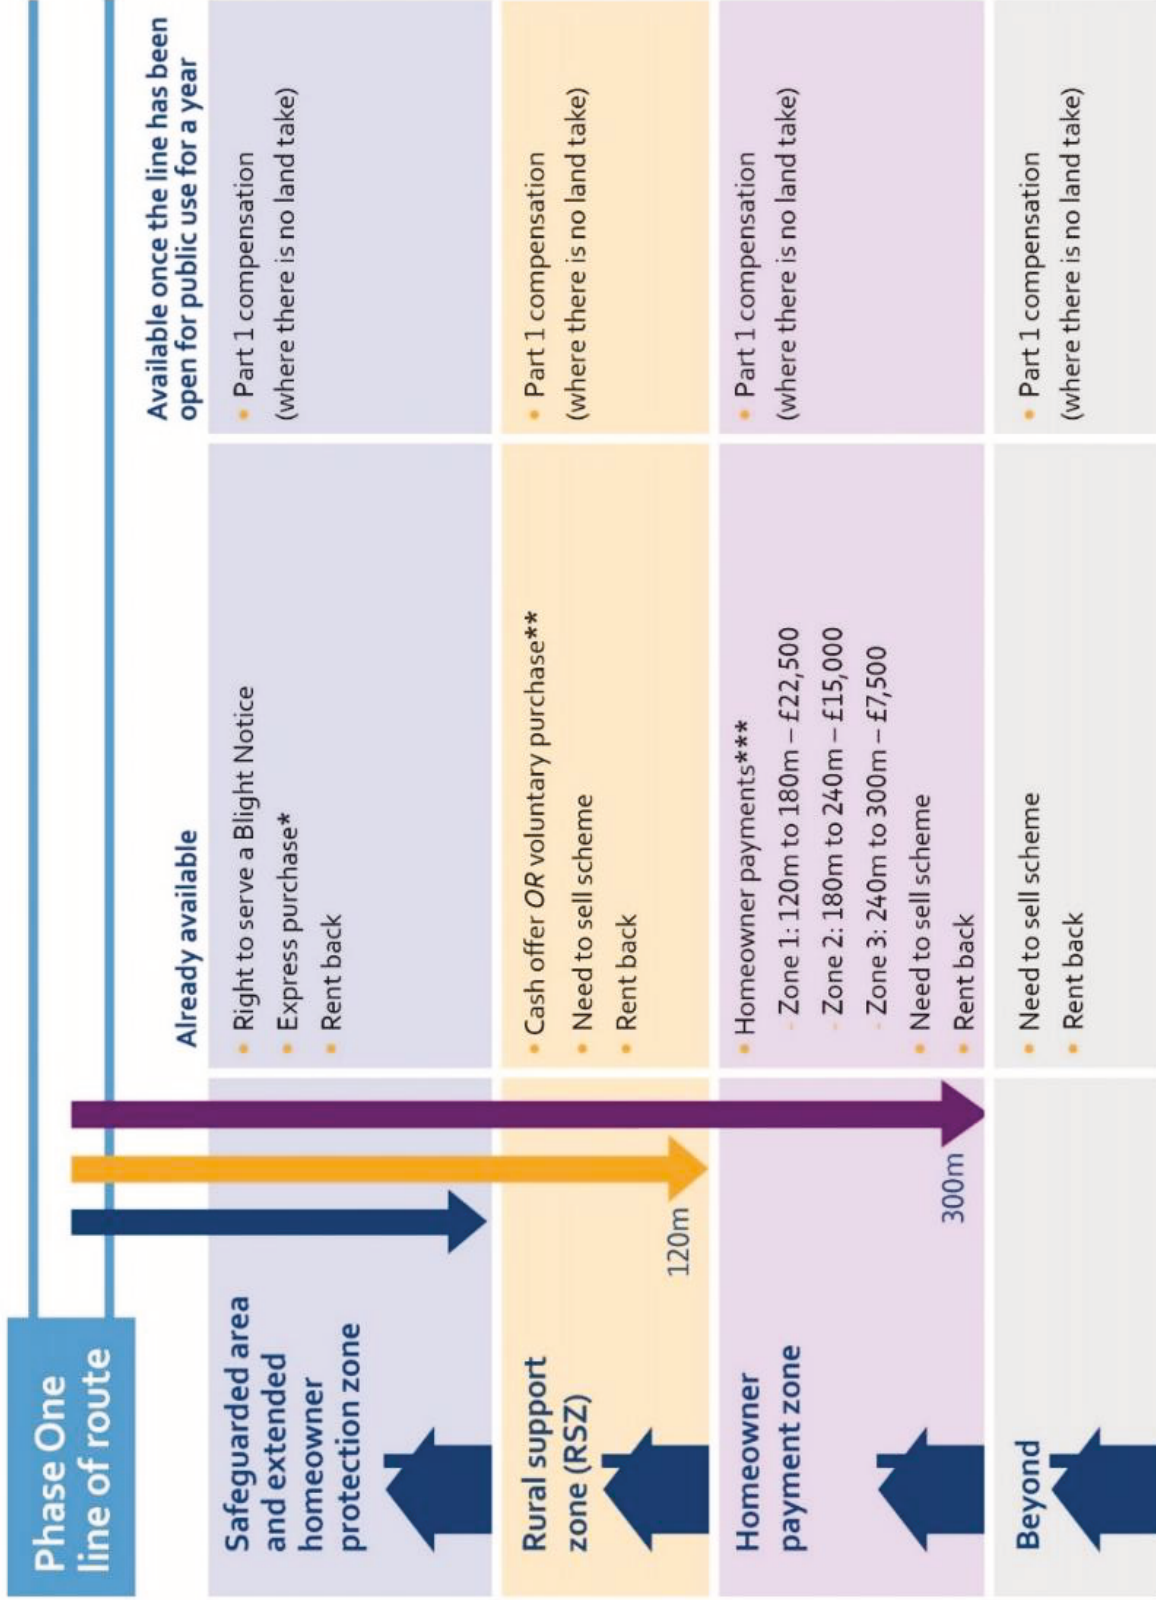 Phase One
line of route
Already available
Available once the line has been
open for public use for a year
Safeguarded area
and extended
homeowner
protection zone
• Right to serve a Blight Notice
• Express purchase*
• Rent back
• Part 1 compensation
(where there is no land take)
Rural support
zone (RSZ)
120m
• Cash offer OR voluntary purchase**
• Need to sell scheme
• Rent back
• Part 1 compensation
(where there is no land take)
Homeowner
payment zone
300m
• Homeowner payments***
- Zone 1: 120m to 180m – £22,500
- Zone 2: 180m to 240m – £15,000
- Zone 3: 240m to 300m – £7,500
• Need to sell scheme
• Rent back
• Part 1 compensation
(where there is no land take)
Beyond
• Need to sell scheme
• Rent back
• Part 1 compensation
(where there is no land take)